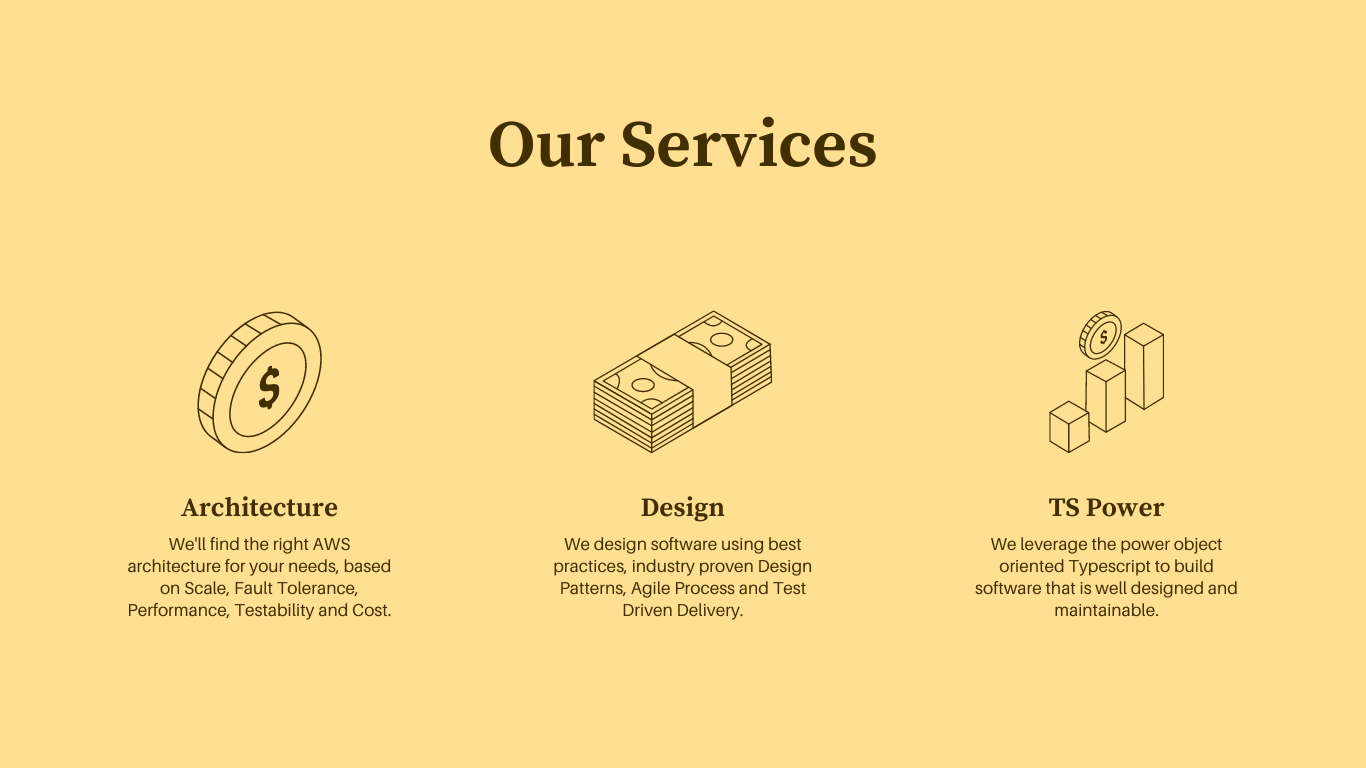 Our Services
$
$
Architecture
We'll find the right AWS
architecture for your needs, based
on Scale, Fault Tolerance,
Performance, Testability and Cost.
Design
We design software using best
practices, industry proven Design
Patterns, Agile Process and Test
Driven Delivery.
TS Power
We leverage the power object
oriented Typescript to build
software that is well designed and
maintainable.